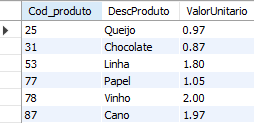 Cod_produto DescProduto ValorUnitario
25 Queijo 0.97
31 Chocolate 0.87
53 Linha 1.80
77 Papel 1.05
78 Vinho 2.00
87 Cano 1.97